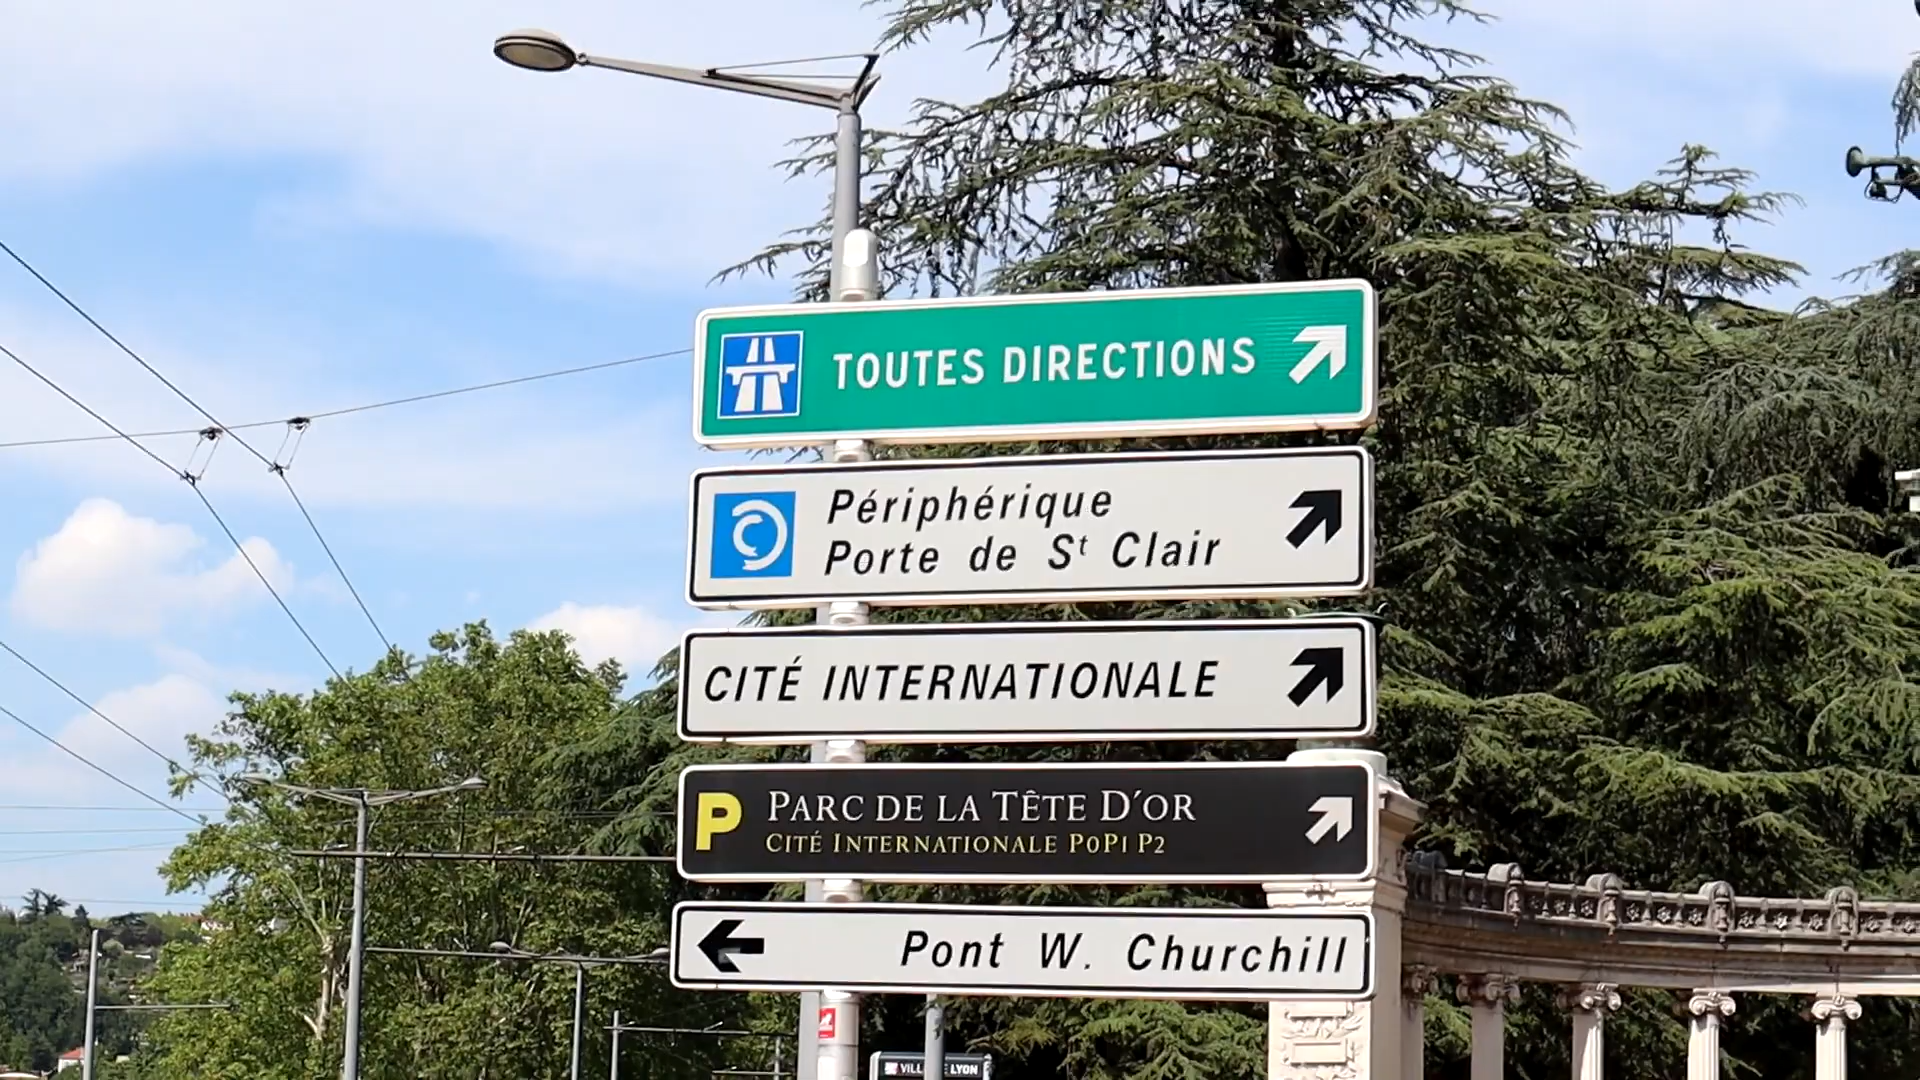 TOUTES DIRECTIONS
Périphérique
Porte de St Clair
CITÉ INTERNATIONALE
P PARC DE LA TÊTE D'OR
CITÉ INTERNATIONALE P0P1 P2
Pont W. Churchill
LYON